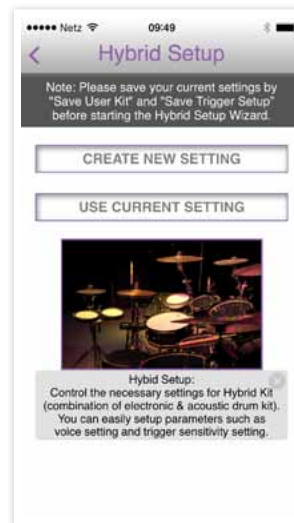 Netz 09:49
Hybrid Setup
Note: Please save your current settings by
"Save User Kit" and "Save Trigger Setup"
before starting the Hybrid Setup Wizard.
CREATE NEW SETTING
USE CURRENT SETTING
Hybid Setup:
Control the necessary settings for Hybrid Kit
(combination of electronic & acoustic drum kit).
You can easily setup parameters such as
voice setting and trigger sensitivity setting.